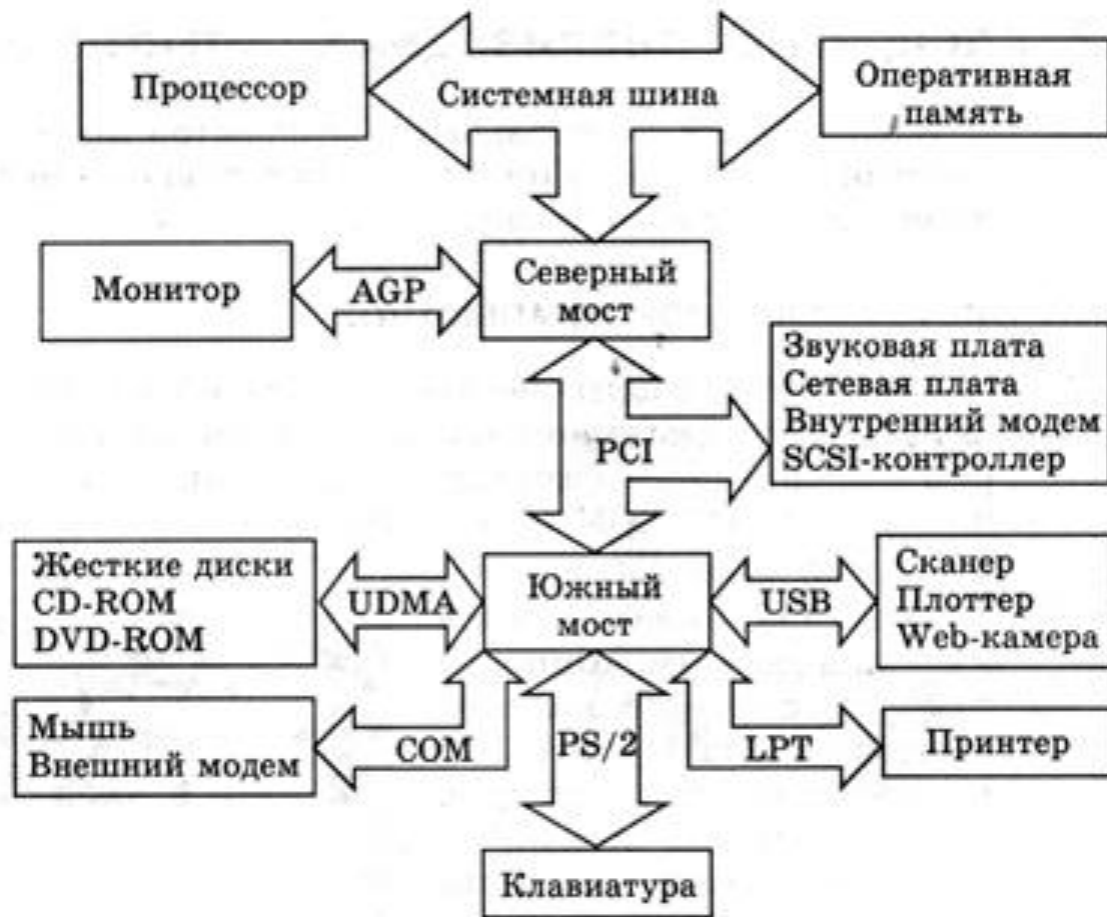 Процессор
Системная шина
Оперативная
память
Монитор
AGP
Северный
мост
Звуковая плата
Сетевая плата
Внутренний модем
SCSI-контроллер
PCI
Жесткие диски
CD-ROM
DVD-ROM
UDMA
Южный
мост
USB
Сканер
Плоттер
Web-камера
Мышь
Внешний модем
COM
PS/2
LPT
Принтер
Клавиатура